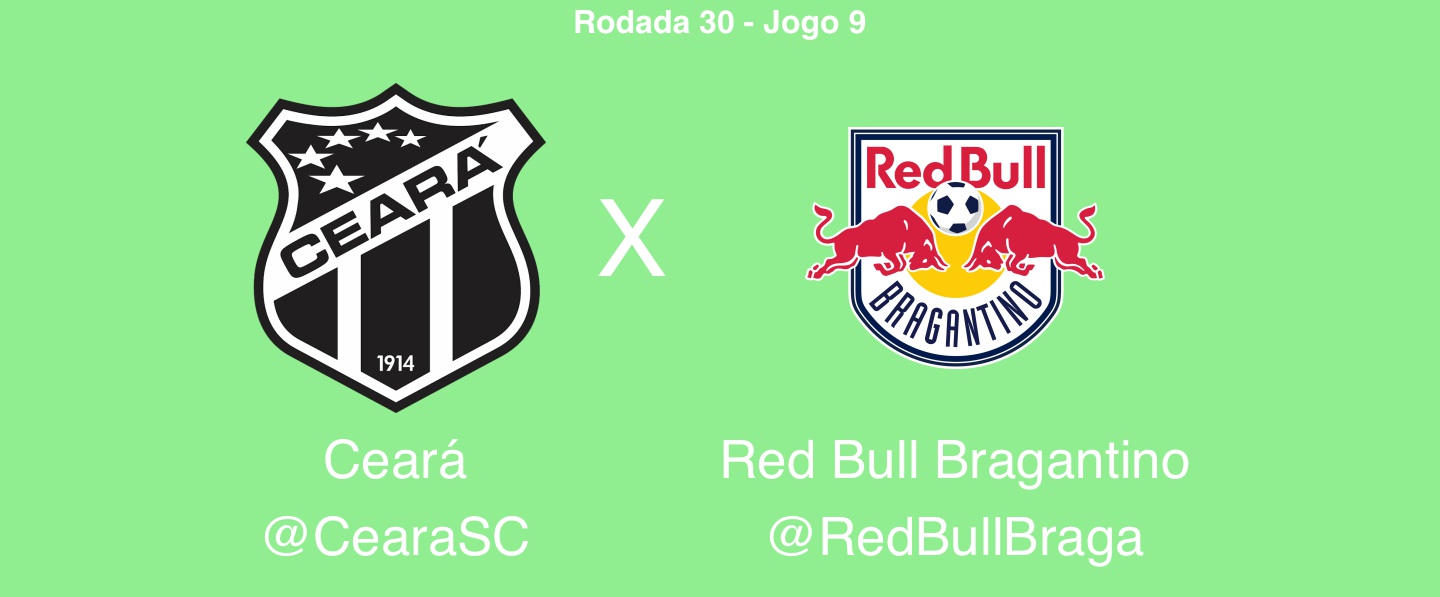 Rodada 30 - Jogo 9
CEARÁ
1914
X
Red Bull
BRAGANTINO
Ceará
Red Bull Bragantino
@CearaSC
@RedBullBraga